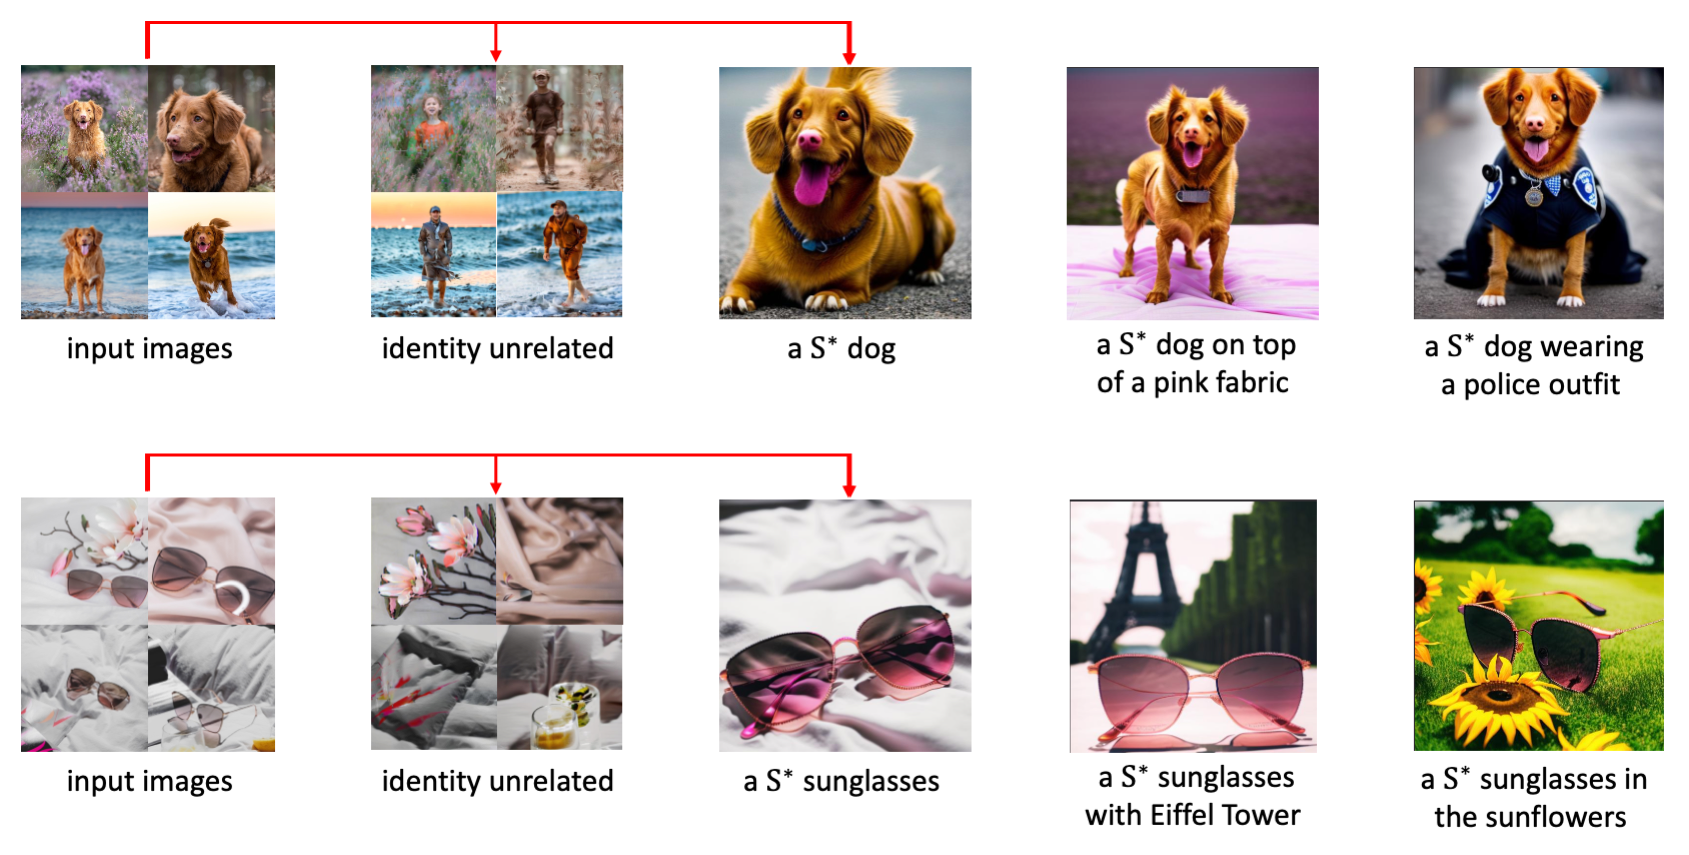 input images
identity unrelated
a S* dog
a S* dog on top
of a pink fabric
a S* dog wearing
a police outfit
input images
identity unrelated
a S* sunglasses
a S* sunglasses
with Eiffel Tower
a S* sunglasses in
the sunflowers